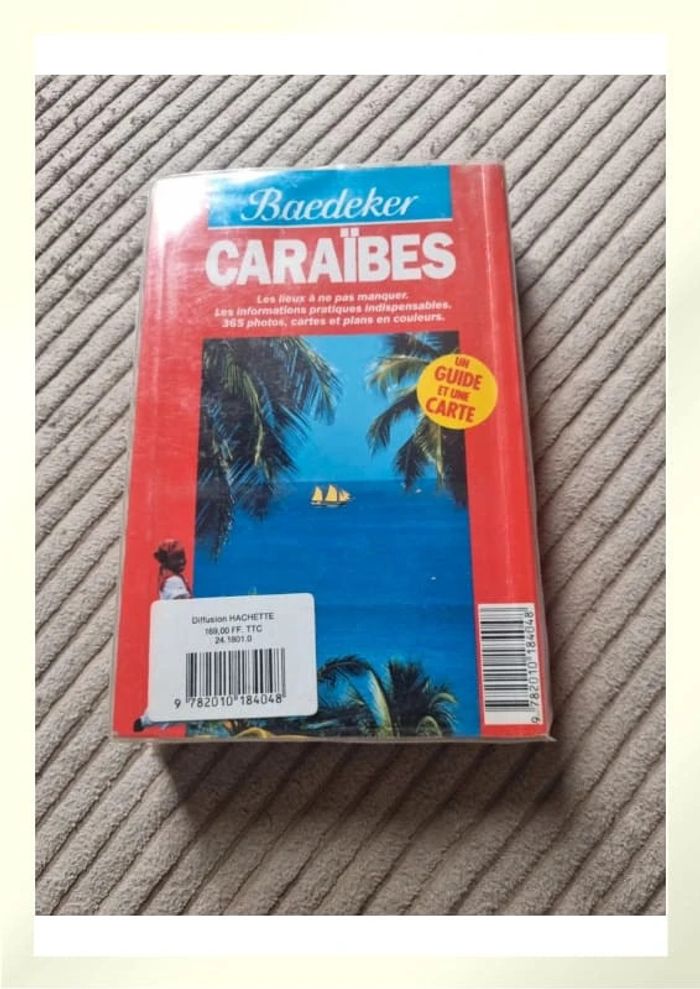 Baedeker
CARAÏBES
Les lieux à ne pas manquer.
Les informations pratiques indispensables.
365 photos, cartes et plans en couleurs.
UN
GUIDE
ET UNE
CARTE
Diffusion HACHETTE
169,00 FF. TTC
24.1801.0
9 782010 184048
9 782010 184048